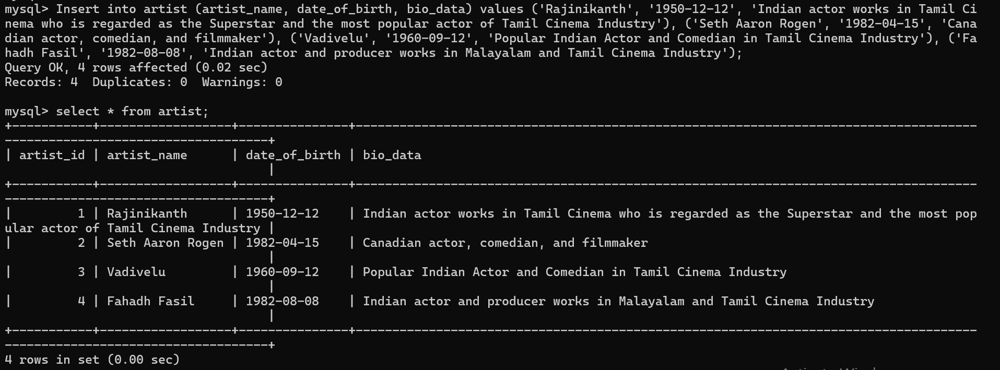 mysql> Insert into artist (artist_name, date_of_birth, bio_data) values ('Rajinikanth', '1950-12-12', 'Indian actor works in Tamil Ci
nema who is regarded as the Superstar and the most popular actor of Tamil Cinema Industry'), ('Seth Aaron Rogen', '1982-04-15', 'Cana
dian actor, comedian, and filmmaker'), ('Vadivelu', '1960-09-12', 'Popular Indian Actor and Comedian in Tamil Cinema Industry'), ('Fa
hadh Fasil', '1982-08-08', 'Indian actor and producer works in Malayalam and Tamil Cinema Industry');
Query OK, 4 rows affected (0.02 sec)
Records: 4  Duplicates: 0  Warnings: 0
mysql> select * from artist;
+-----------+------------------+---------------+-------------------------------------------------------------------------------------
------------------------------------+
| artist_id | artist_name      | date_of_birth | bio_data
                                    |
+-----------+------------------+---------------+-------------------------------------------------------------------------------------
------------------------------------+
|         1 | Rajinikanth      | 1950-12-12    | Indian actor works in Tamil Cinema who is regarded as the Superstar and the most pop
ular actor of Tamil Cinema Industry |
|         2 | Seth Aaron Rogen | 1982-04-15    | Canadian actor, comedian, and filmmaker
                                    |
|         3 | Vadivelu         | 1960-09-12    | Popular Indian Actor and Comedian in Tamil Cinema Industry
                                    |
|         4 | Fahadh Fasil     | 1982-08-08    | Indian actor and producer works in Malayalam and Tamil Cinema Industry
                                    |
+-----------+------------------+---------------+-------------------------------------------------------------------------------------
------------------------------------+
4 rows in set (0.00 sec)